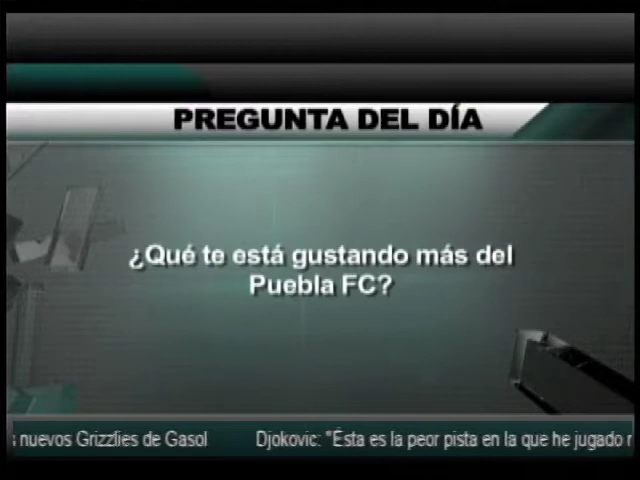 PREGUNTA DEL DÍA
¿Qué te está gustando más del
Puebla FC?
nuevos Grizzlies de Gasol Djokovic: "Ésta es la peor pista en la que he jugado